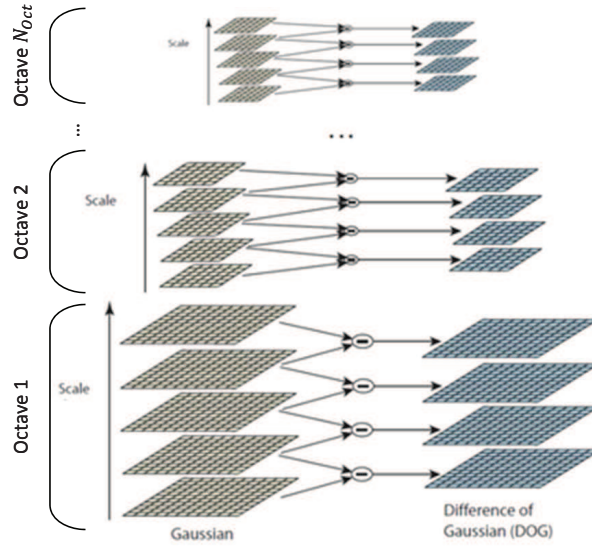 Octave N_Oct
Scale
...
...
Octave 2
Scale
Octave 1
Scale
Gaussian
Difference of
Gaussian (DOG)